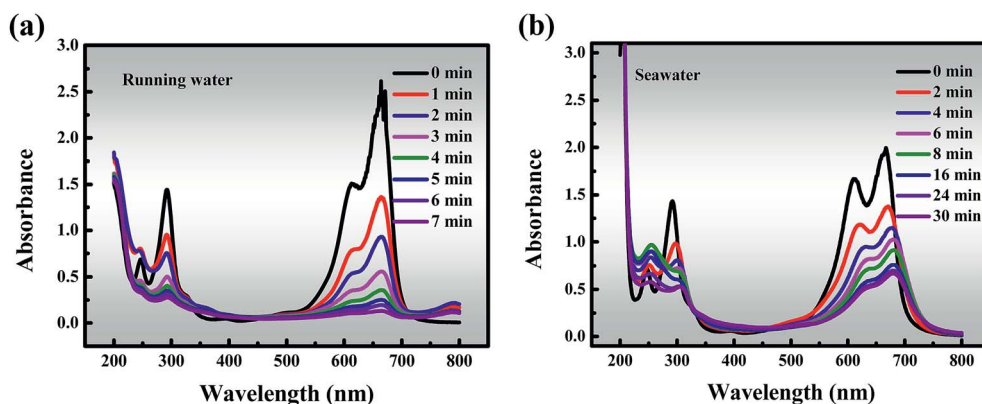 (a)
3.0
2.5
2.0
1.5
1.0
0.5
0.0
Absorbance
Running water
0 min
1 min
2 min
3 min
4 min
5 min
6 min
7 min
200 300 400 500 600 700 800
Wavelength (nm)
(b)
3.0
2.5
2.0
1.5
1.0
0.5
0.0
Absorbance
Seawater
0 min
2 min
4 min
6 min
8 min
16 min
24 min
30 min
200 300 400 500 600 700 800
Wavelength (nm)